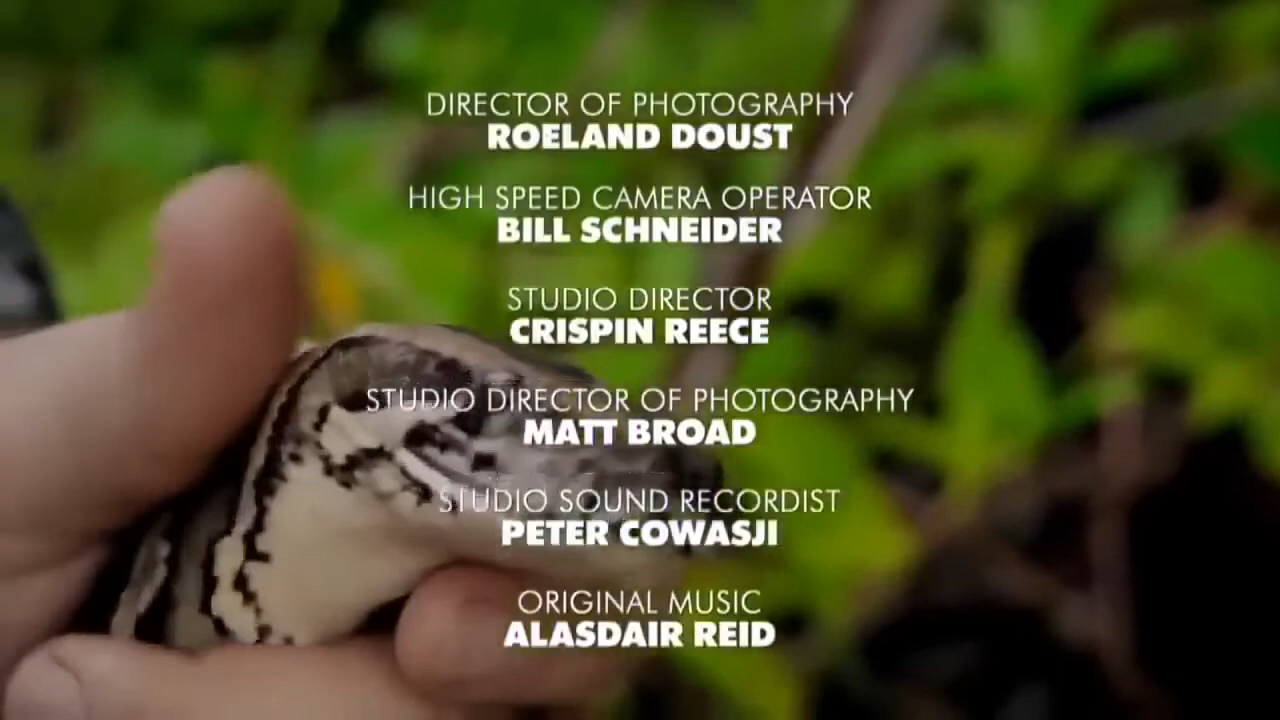 DIRECTOR OF PHOTOGRAPHY
ROELAND DOUST
HIGH SPEED CAMERA OPERATOR
BILL SCHNEIDER
STUDIO DIRECTOR
CRISPIN REECE
STUDIO DIRECTOR OF PHOTOGRAPHY
MATT BROAD
STUDIO SOUND RECORDIST
PETER COWASJI
ORIGINAL MUSIC
ALASDAIR REID